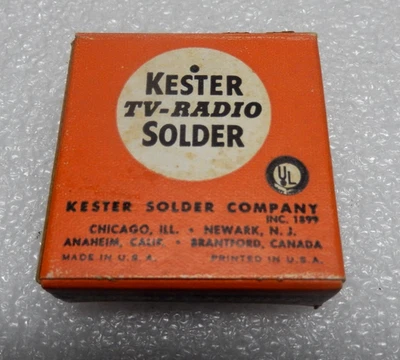 KESTER
TV-RADIO
SOLDER
UL
KESTER SOLDER COMPANY
INC. 1899
CHICAGO, ILL. • NEWARK, N. J.
ANAHEIM, CALIF. • BRANTFORD, CANADA
MADE IN U.S.A. PRINTED IN U.S.A.